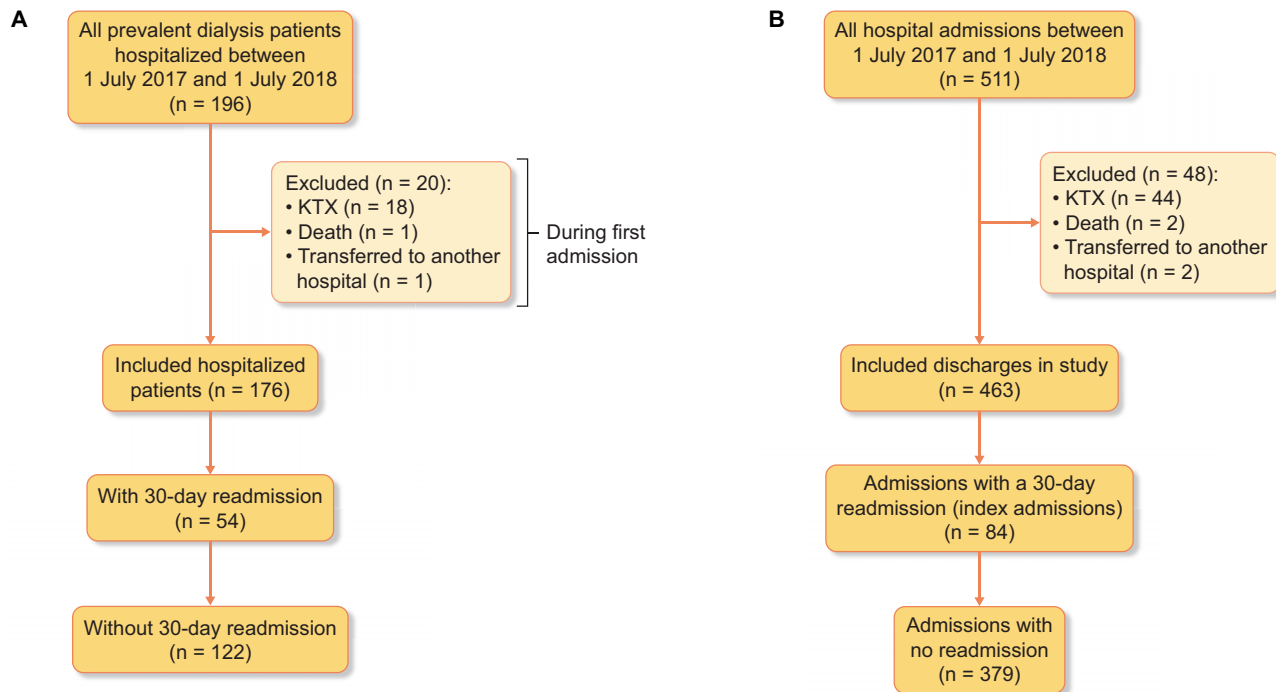 A
All prevalent dialysis patients
hospitalized between
1 July 2017 and 1 July 2018
(n = 196)
Excluded (n = 20):
• KTX (n = 18)
• Death (n = 1)
• Transferred to another
hospital (n = 1)
During first
admission
Included hospitalized
patients (n = 176)
With 30-day readmission
(n = 54)
Without 30-day readmission
(n = 122)
B
All hospital admissions between
1 July 2017 and 1 July 2018
(n = 511)
Excluded (n = 48):
• KTX (n = 44)
• Death (n = 2)
• Transferred to another
hospital (n = 2)
Included discharges in study
(n = 463)
Admissions with a 30-day
readmission (index admissions)
(n = 84)
Admissions with
no readmission
(n = 379)